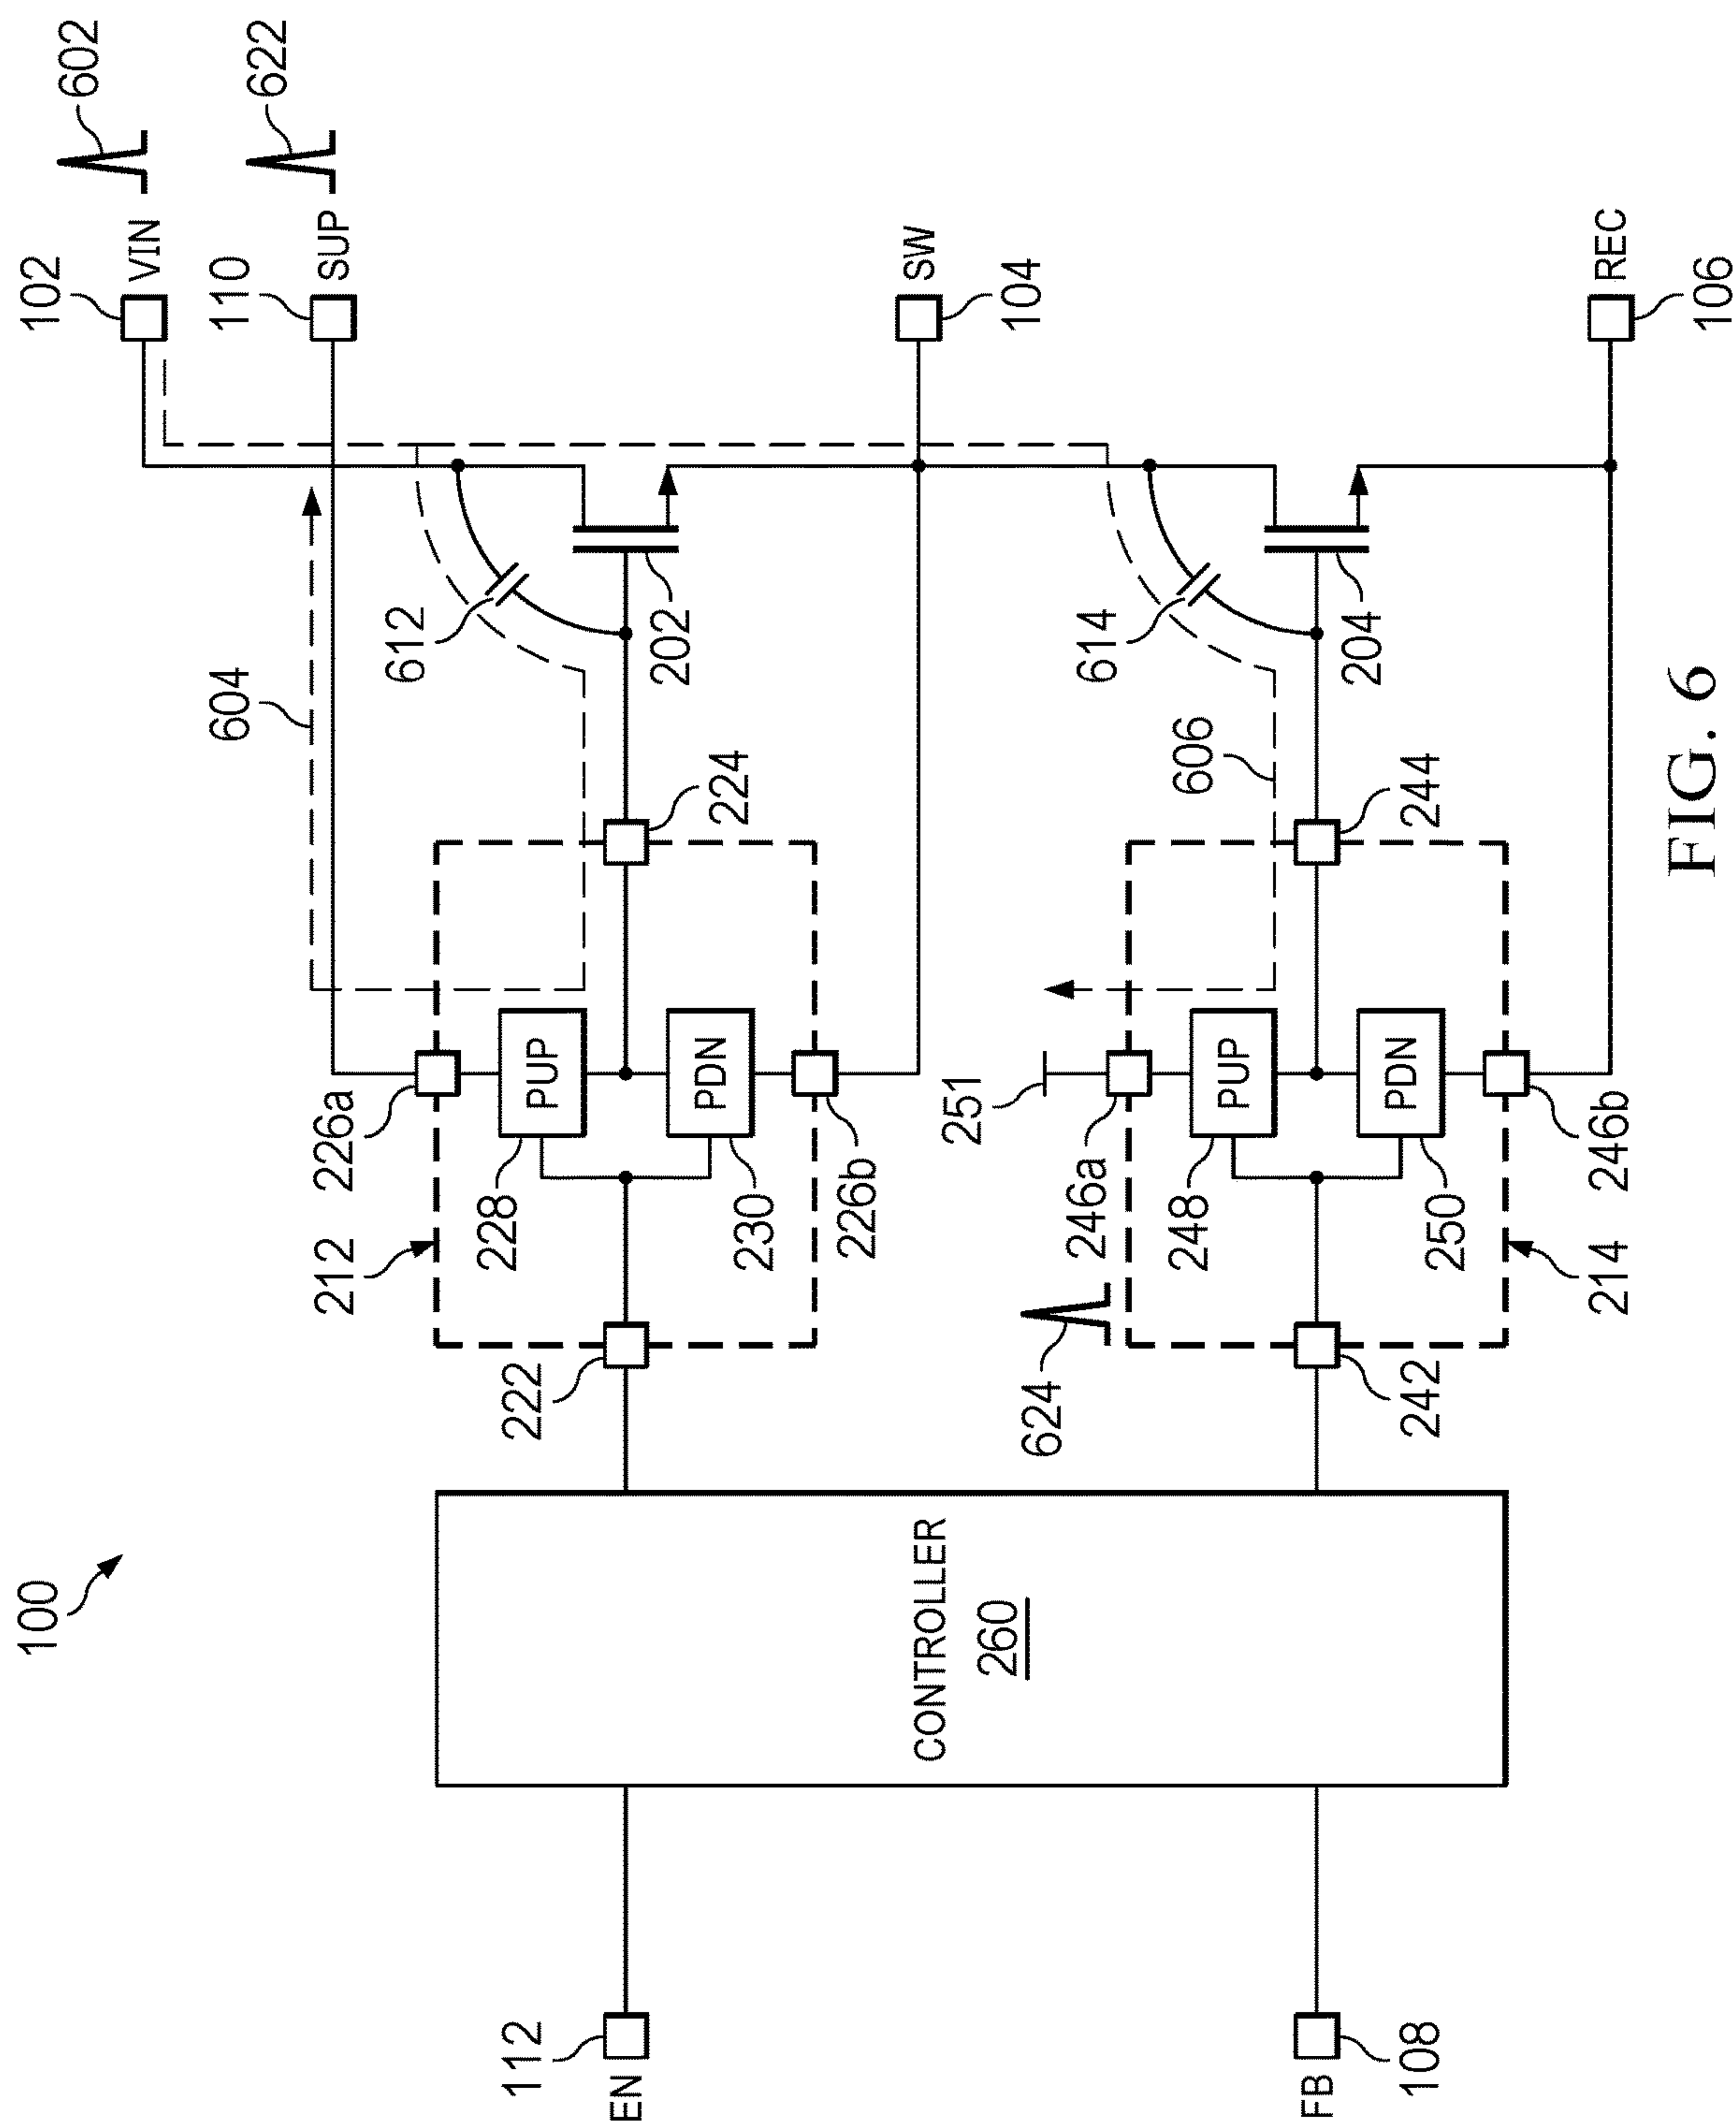 100
102
602
VIN
604
110
622
212
226a
SUP
612
228
112
222
PUP
EN
202
PDN
230
224
226b
SW
CONTROLLER
251
260
104
624
246a
614
606
248
PUP
FB
204
PDN
108
242
244
250
214
246b
REC
106
FIG. 6